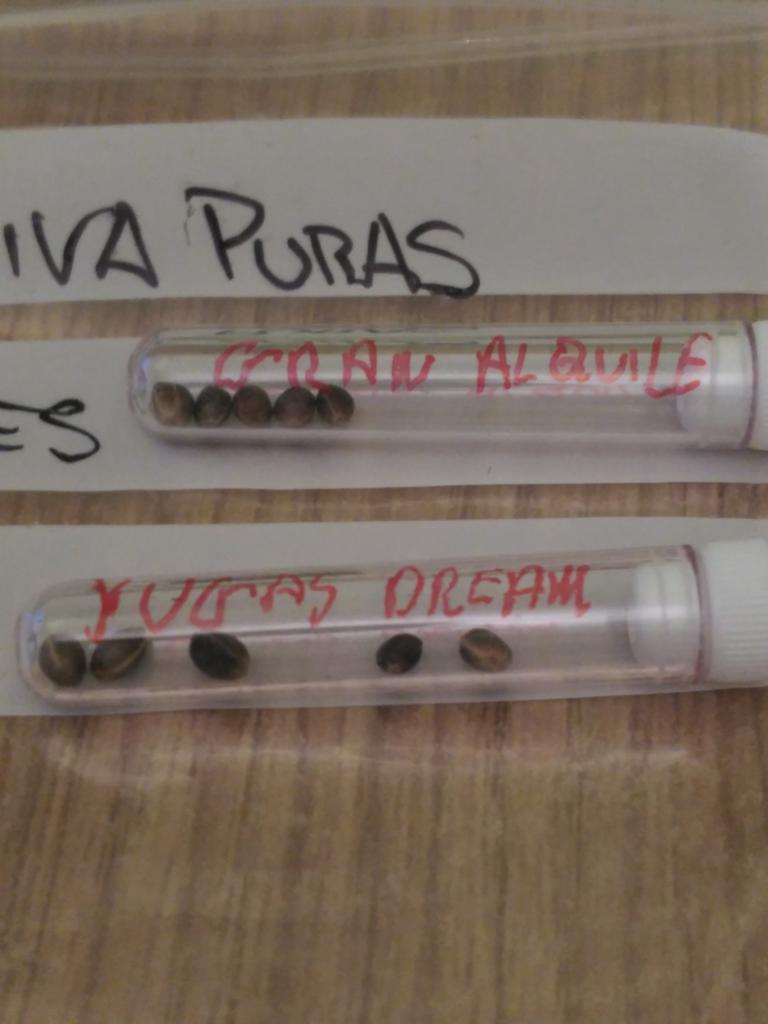 IVA PURAS
GRAN ALQUILE
ES
YUGAS DREAM